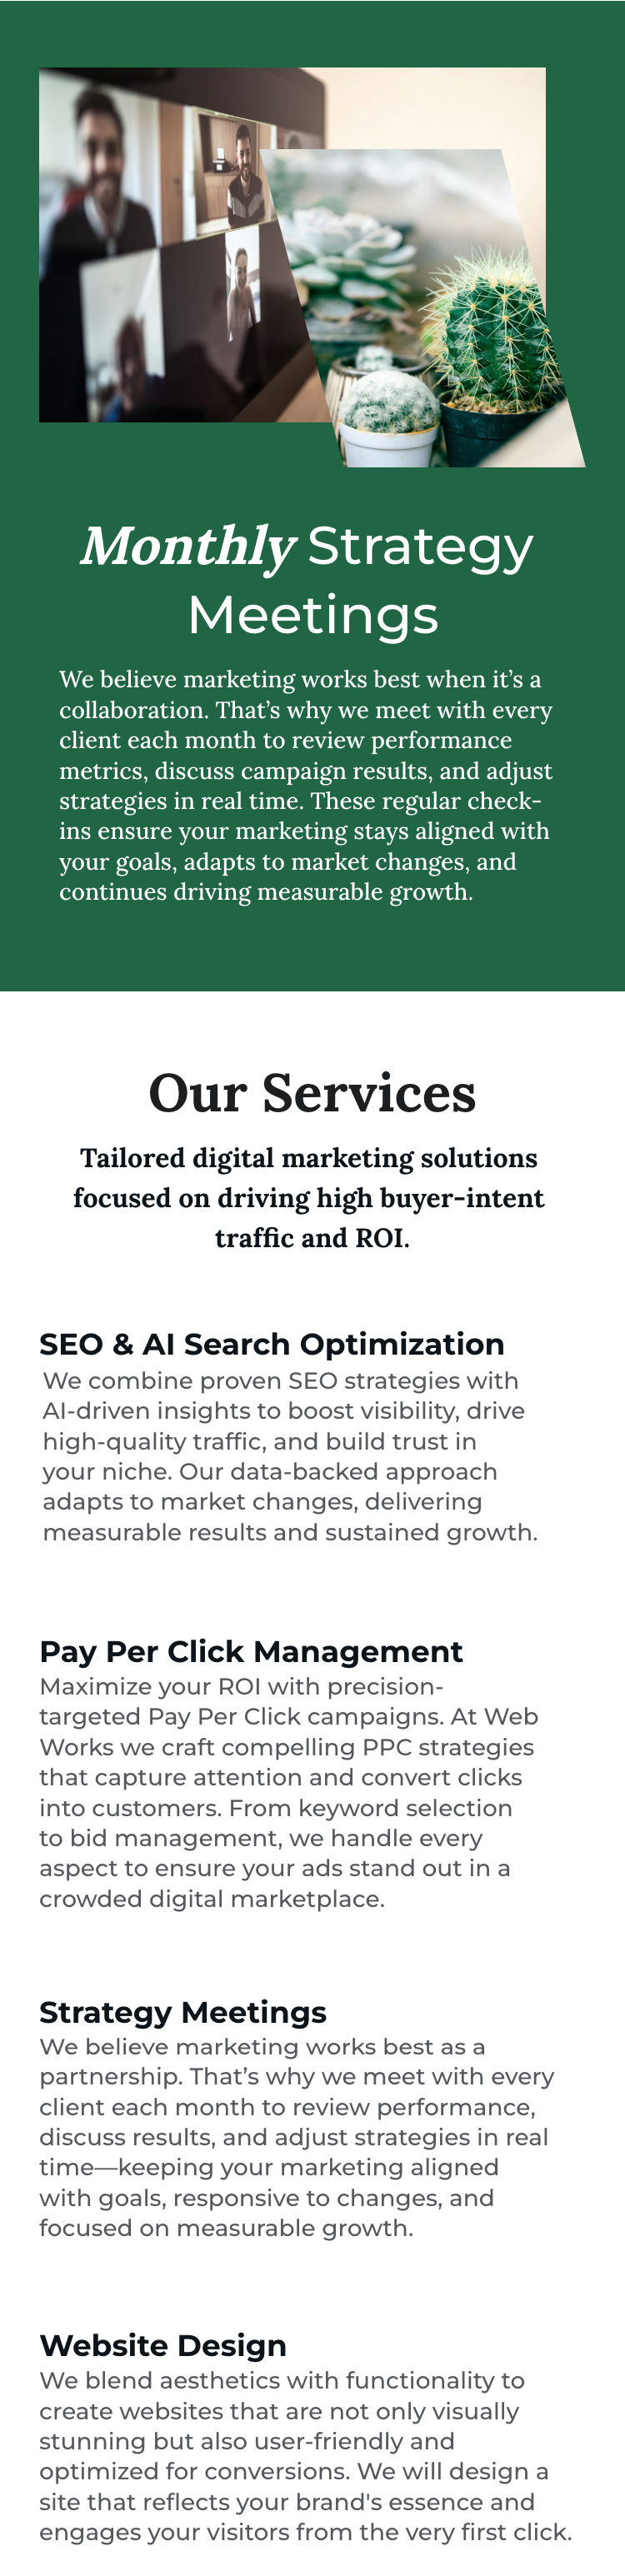 Monthly Strategy
Meetings
We believe marketing works best when it’s a
collaboration. That’s why we meet with every
client each month to review performance
metrics, discuss campaign results, and adjust
strategies in real time. These regular check-
ins ensure your marketing stays aligned with
your goals, adapts to market changes, and
continues driving measurable growth.
Our Services
Tailored digital marketing solutions
focused on driving high buyer-intent
traffic and ROI.
SEO & AI Search Optimization
We combine proven SEO strategies with
AI-driven insights to boost visibility, drive
high-quality traffic, and build trust in
your niche. Our data-backed approach
adapts to market changes, delivering
measurable results and sustained growth.
Pay Per Click Management
Maximize your ROI with precision-
targeted Pay Per Click campaigns. At Web
Works we craft compelling PPC strategies
that capture attention and convert clicks
into customers. From keyword selection
to bid management, we handle every
aspect to ensure your ads stand out in a
crowded digital marketplace.
Strategy Meetings
We believe marketing works best as a
partnership. That’s why we meet with every
client each month to review performance,
discuss results, and adjust strategies in real
time—keeping your marketing aligned
with goals, responsive to changes, and
focused on measurable growth.
Website Design
We blend aesthetics with functionality to
create websites that are not only visually
stunning but also user-friendly and
optimized for conversions. We will design a
site that reflects your brand's essence and
engages your visitors from the very first click.